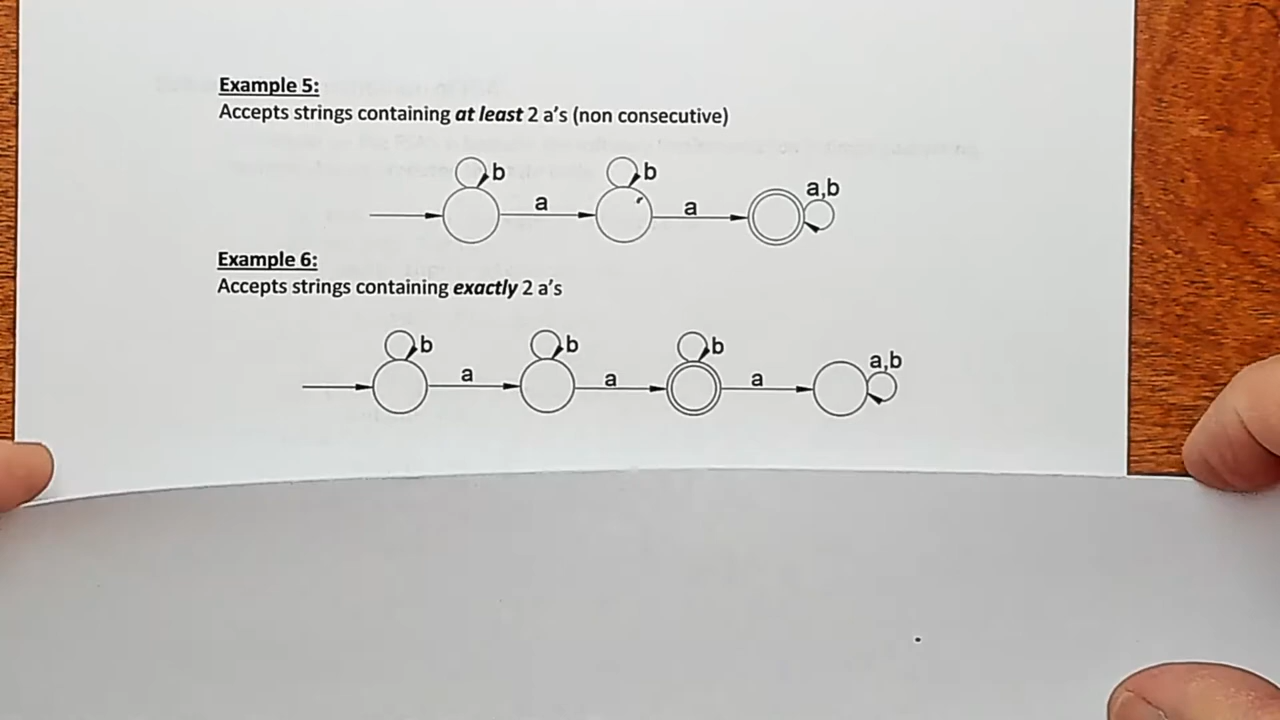 Example 5:
Accepts strings containing at least 2 a's (non consecutive)
b
b
a,b
a
a
Example 6:
Accepts strings containing exactly 2 a's
b
b
b
a,b
a
a
a